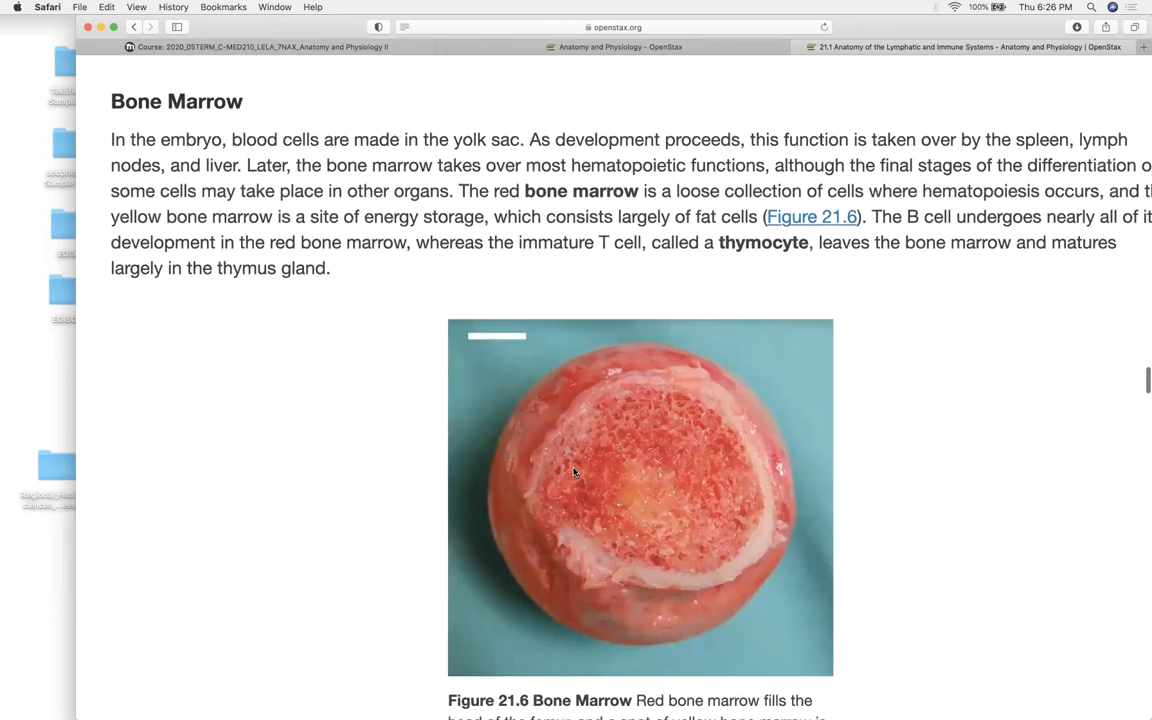 Safari File Edit View History Bookmarks Window Help 100% Thu 6:26 PM
openstax.org
Course: 2020_05TERM_C-MED210_LELA_7NAX_Anatomy and Physiology II Anatomy and Physiology - OpenStax 21.1 Anatomy of the Lymphatic and Immune Systems - Anatomy and Physiology | OpenStax
Bone Marrow
In the embryo, blood cells are made in the yolk sac. As development proceeds, this function is taken over by the spleen, lymph
nodes, and liver. Later, the bone marrow takes over most hematopoietic functions, although the final stages of the differentiation o
some cells may take place in other organs. The red bone marrow is a loose collection of cells where hematopoiesis occurs, and t
yellow bone marrow is a site of energy storage, which consists largely of fat cells (Figure 21.6). The B cell undergoes nearly all of it
development in the red bone marrow, whereas the immature T cell, called a thymocyte, leaves the bone marrow and matures
largely in the thymus gland.
Figure 21.6 Bone Marrow Red bone marrow fills the